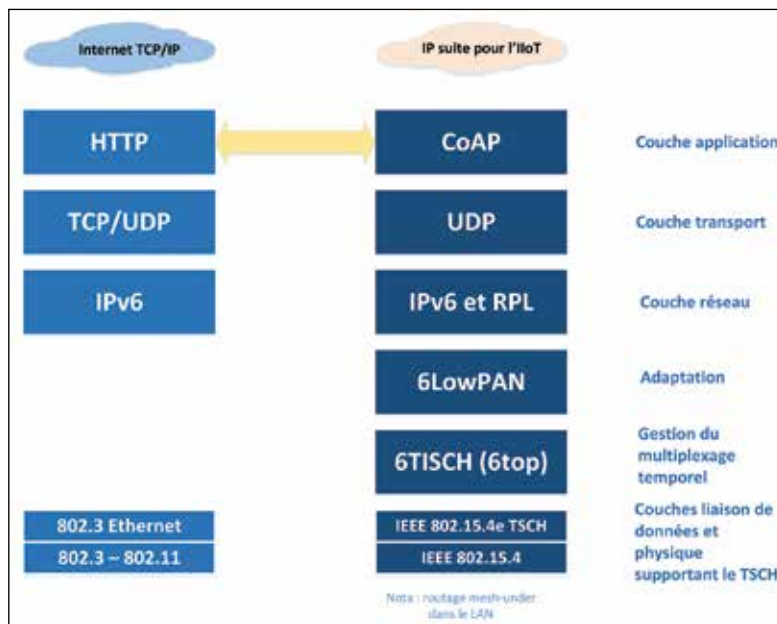 Internet TCP/IP
IP suite pour l'IIoT
HTTP
CoAP
Couche application
TCP/UDP
UDP
Couche transport
IPv6
IPv6 et RPL
Couche réseau
6LowPAN
Adaptation
6TISCH (6top)
Gestion du
multiplexage
temporel
802.3 Ethernet
802.3 – 802.11
IEEE 802.15.4e TSCH
IEEE 802.15.4
Couches liaison de
données et
physique
supportant le TSCH
Nota : routage mesh-under
dans le LAN